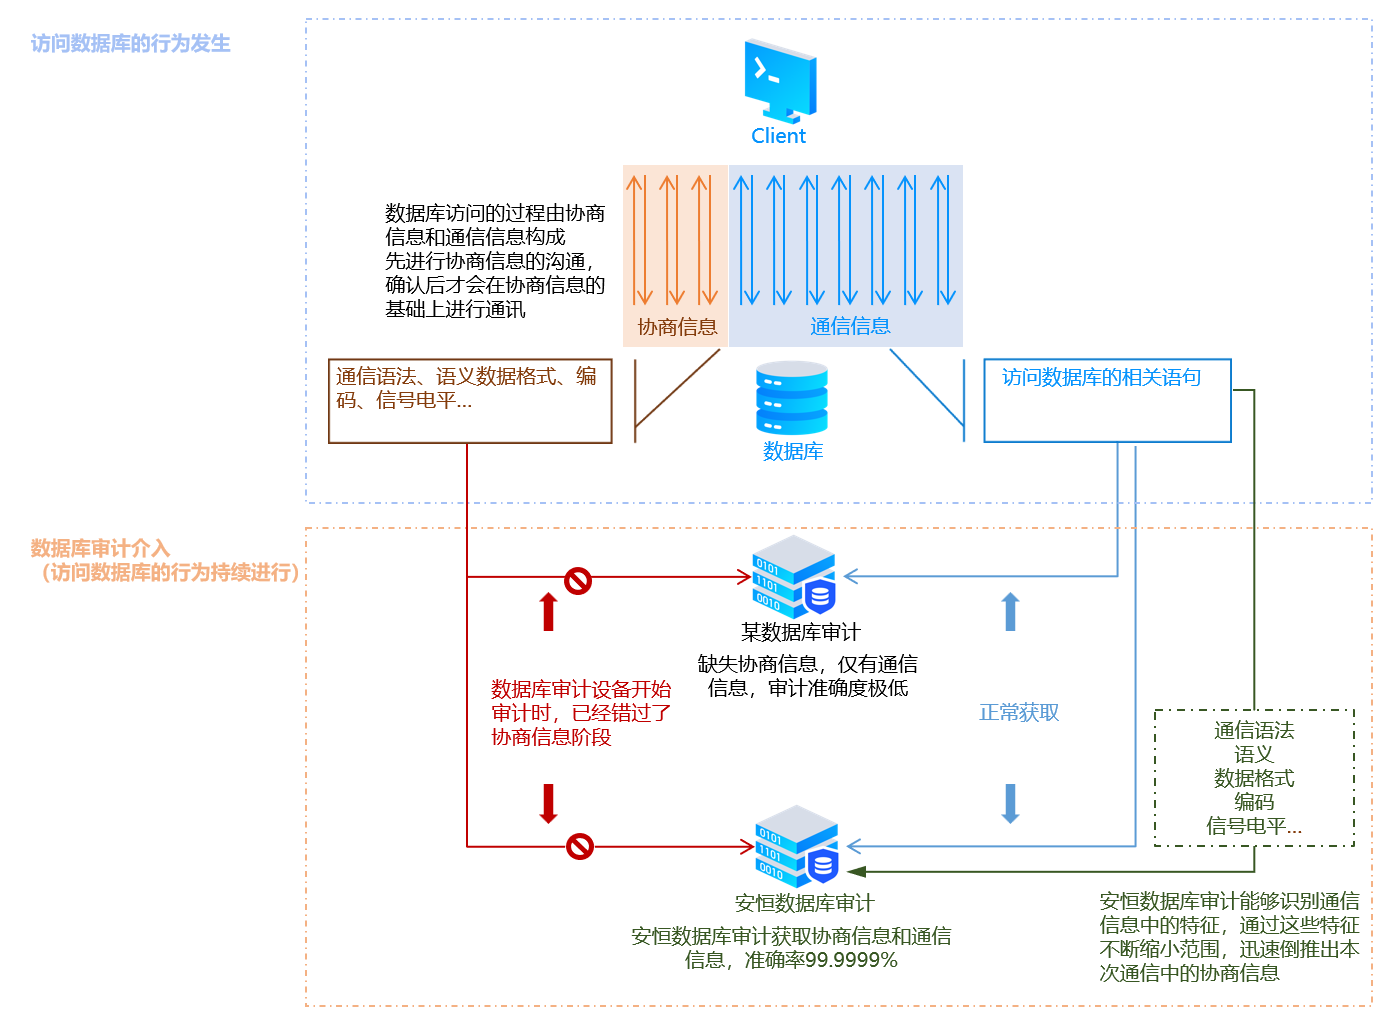 访问数据库的行为发生
Client
数据库访问的过程由协商
信息和通信信息构成
先进行协商信息的沟通，
确认后才会在协商信息的
基础上进行通讯
协商信息
通信信息
通信语法、语义数据格式、编
码、信号电平...
访问数据库的相关语句
数据库
数据库审计介入
（访问数据库的行为持续进行）
0101
1101
0010
某数据库审计
缺失协商信息，仅有通信
信息，审计准确度极低
数据库审计设备开始
审计时，已经错过了
协商信息阶段
正常获取
通信语法
语义
数据格式
编码
信号电平...
0101
1101
0010
安恒数据库审计
安恒数据库审计获取协商信息和通信
信息，准确率99.9999%
安恒数据库审计能够识别通信
信息中的特征，通过这些特征
不断缩小范围，迅速倒推出本
次通信中的协商信息